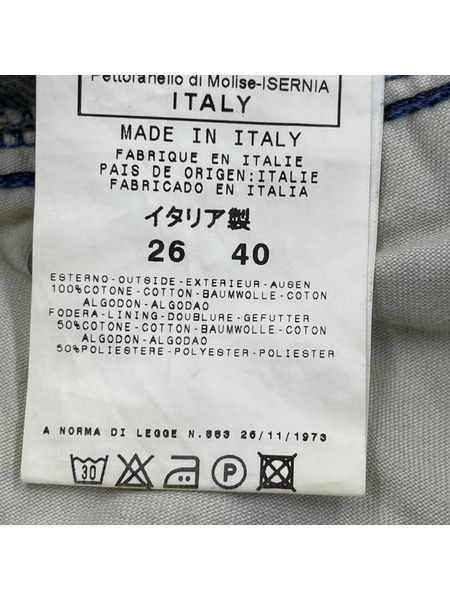 Pettoranello di Molise-ISERNIA
ITALY
MADE IN ITALY
FABRIQUE EN ITALIE
PAIS DE ORIGEN:ITALIE
FABRICADO EN ITALIA
イタリア製
26 40
ESTERNO-OUTSIDE-EXTERIEUR-AUSEN
100%COTONE-COTTON-BAUMWOLLE-COTON
ALGODON-ALGODAO
FODERA-LINING-DOUBLURE-GEFUTTER
50%COTONE-COTTON-BAUMWOLLE-COTON
ALGODON-ALGODAO
50%POLIESTERE-POLYESTER-POLIESTER
A NORMA DI LEGGE N.883 26/11/1973
30 P